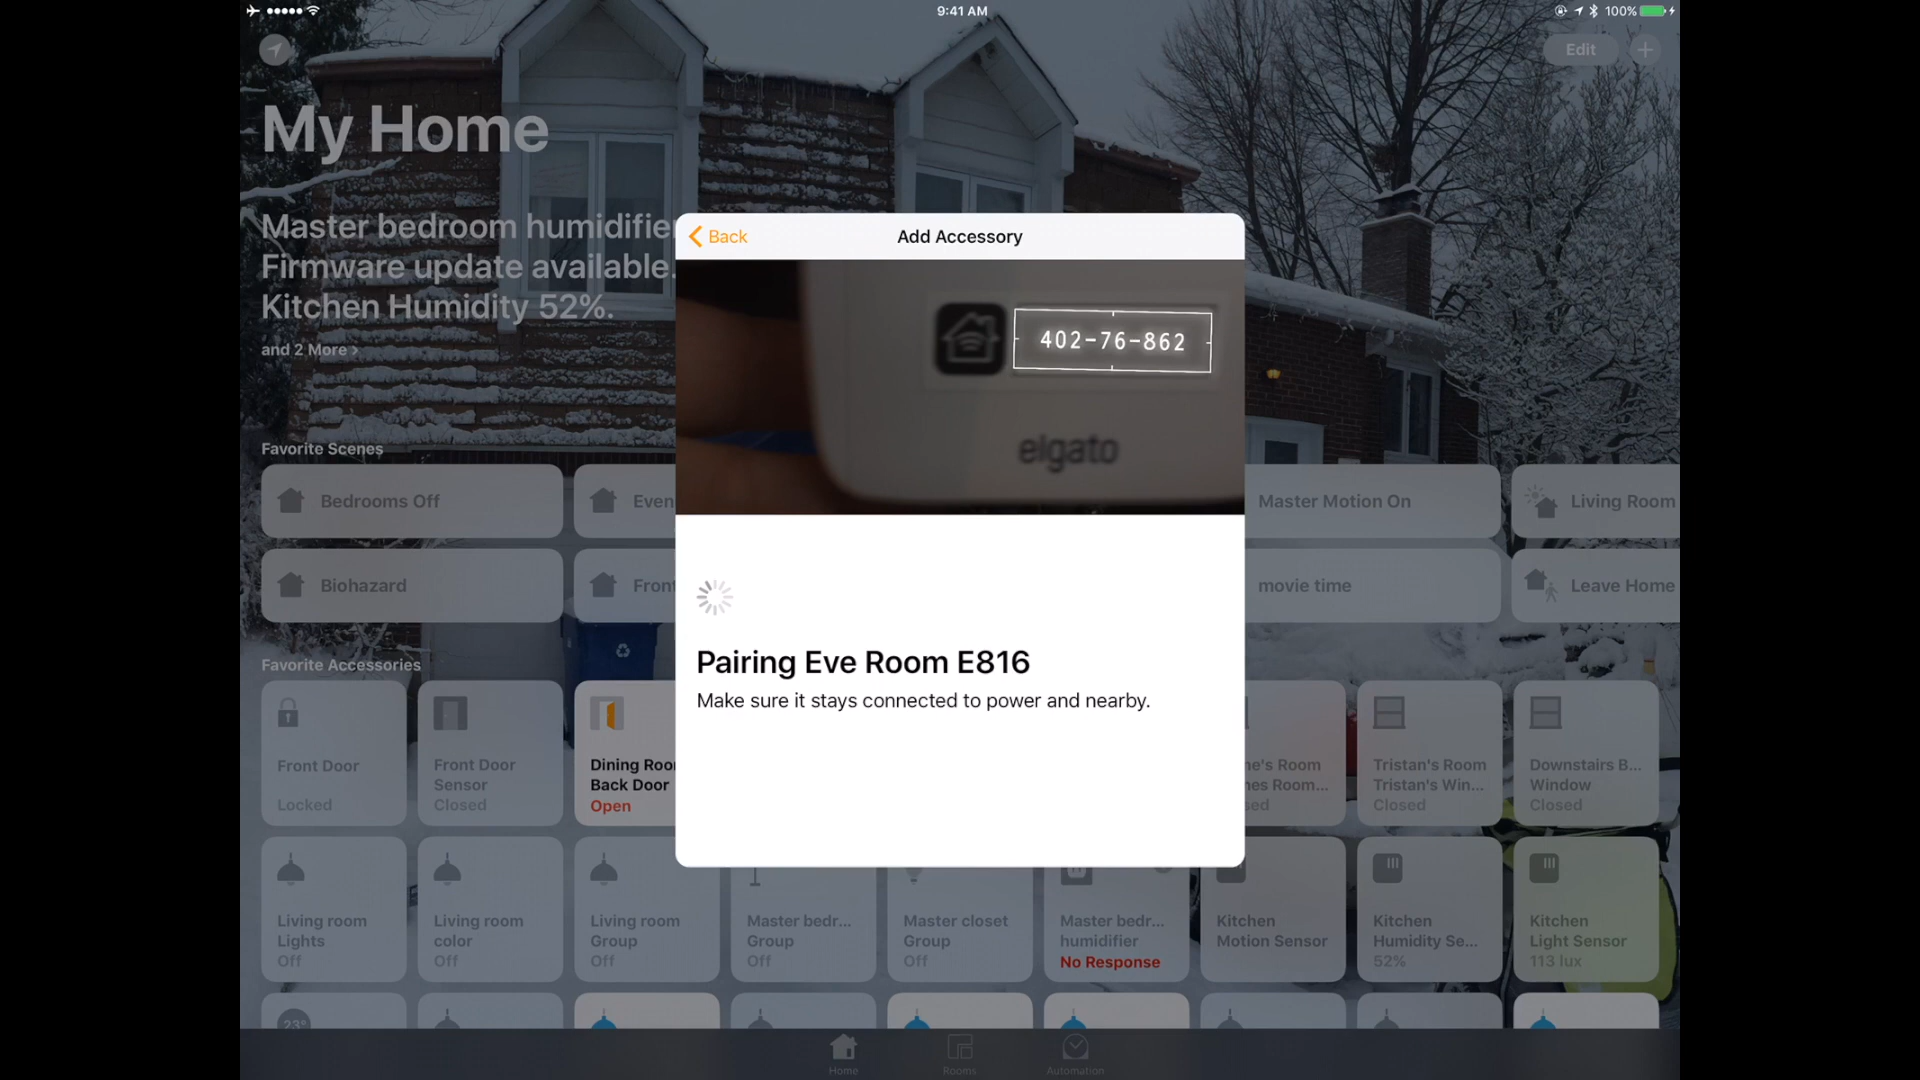 9:41 AM
100%
Edit
My Home
Master bedroom humidifier
Firmware update available.
Kitchen Humidity 52%.
and 2 More >
Back
Add Accessory
402-76-862
elgato
Pairing Eve Room E816
Make sure it stays connected to power and nearby.
Favorite Scenes
Bedrooms Off
Master Motion On
Living Room
Biohazard
movie time
Leave Home
Favorite Accessories
Front Door
Locked
Front Door
Sensor
Closed
Dining
Back Door
Open
Tristan's Room
Tristan's Win...
Closed
Downstairs B...
Window
Closed
Living room
Lights
Off
Living room
color
Off
Living room
Group
Off
Master bedr...
Group
Off
Master closet
Group
Off
Master bedr...
humidifier
No Response
Kitchen
Motion Sensor
Kitchen
Humidity Se...
52%
Kitchen
Light Sensor
113 lux
23°
Home
Rooms
Automation